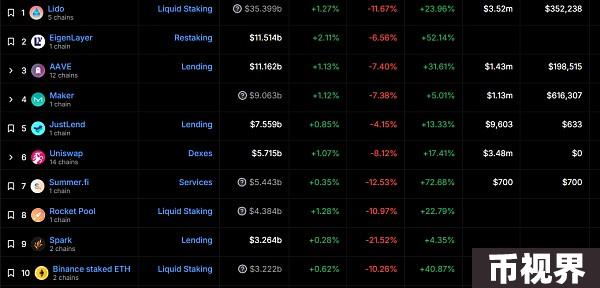 1 Lido Liquid Staking $35.399b +1.27% -11.67% +23.96% $3.52m $352,238
5 chains
2 EigenLayer Restaking $11.514b +2.11% -6.56% +52.14%
1 chain
3 AAVE Lending $11.162b +1.13% -7.40% +31.61% $1.43m $198,515
12 chains
4 Maker $9.063b +1.12% -7.38% +5.01% $1.13m $616,307
1 chain
5 JustLend Lending $7.559b +0.85% -4.15% +13.33% $9,603 $633
1 chain
6 Uniswap Dexes $5.715b +1.07% -8.12% +17.41% $3.48m $0
14 chains
7 Summer.fi Services $5.443b +0.35% -12.53% +72.68% $700 $700
1 chain
8 Rocket Pool Liquid Staking $4.384b +1.28% -10.97% +22.79%
1 chain
9 Spark Lending $3.264b +0.28% -21.52% +4.35%
2 chains
10 Binance staked ETH Liquid Staking $3.222b +0.62% -10.26% +40.87%
2 chains
币视界